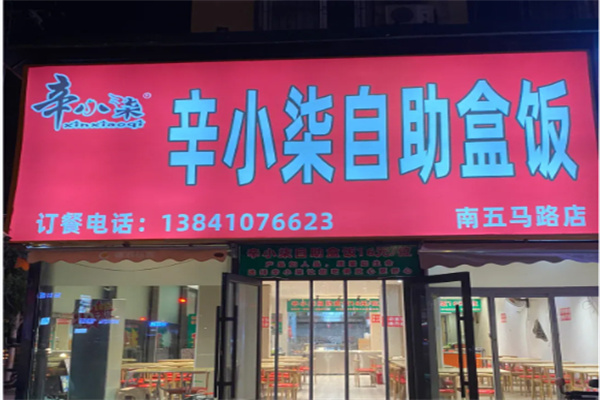 辛小柒
xinxiaoqi
辛小柒自助盒饭
订餐电话：13841076623
南五马路店